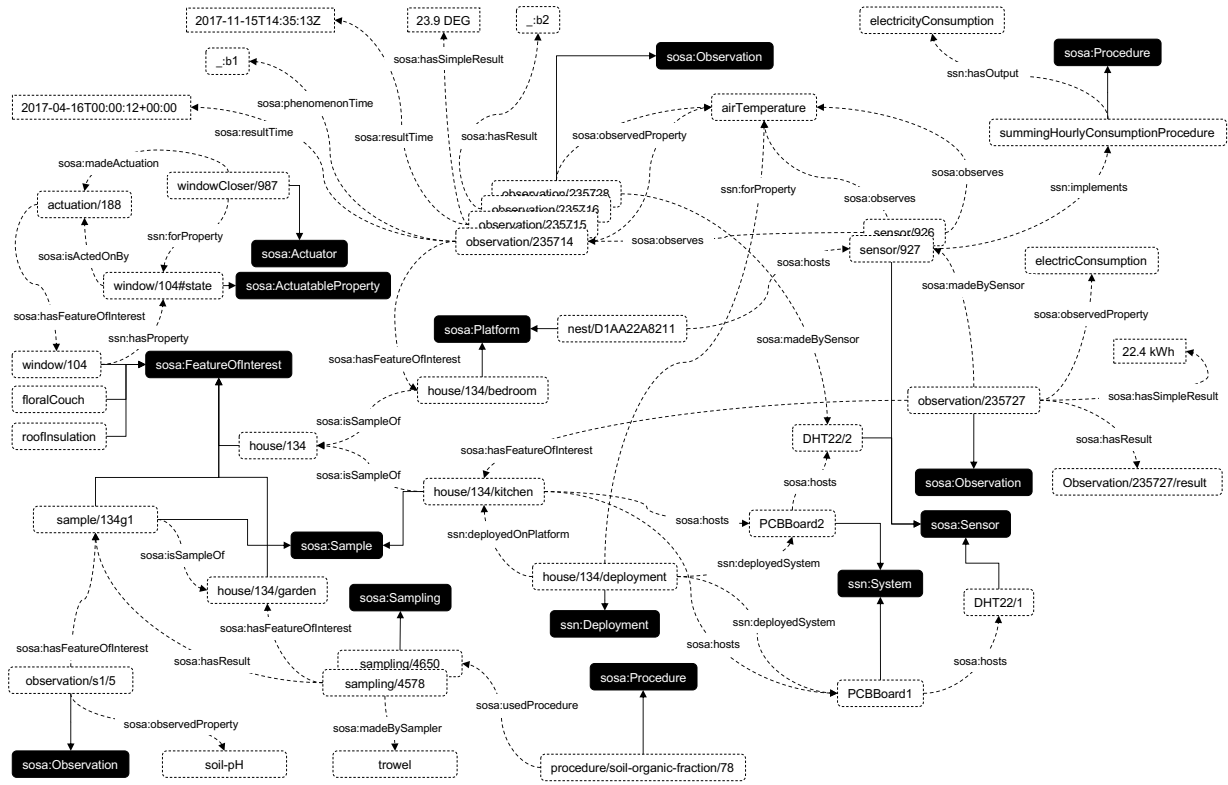 2017-11-15T14:35:13Z
23.9 DEG
_:b2
electricityConsumption
sosa:hasSimpleResult
sosa:Observation
sosa:Procedure
_:b1
ssn:hasOutput
sosa:phenomenonTime
2017-04-16T00:00:12+00:00
airTemperature
sosa:resultTime
sosa:resultTime
sosa:hasResult
sosa:observedProperty
summingHourlyConsumptionProcedure
sosa:madeActuation
sosa:observes
windowCloser/987
ssn:forProperty
ssn:implements
observation/235728
sosa:observes
actuation/188
observation/235716
observation/235715
sensor/926
ssn:forProperty
observation/235714
sosa:observes
sensor/927
sosa:Actuator
sosa:isActedOnBy
sosa:hosts
electricConsumption
window/104#state
sosa:ActuatableProperty
sosa:madeBySensor
sosa:hasFeatureOfInterest
sosa:observedProperty
sosa:Platform
nest/D1AA22A8211
ssn:hasProperty
sosa:madeBySensor
22.4 kWh
window/104
sosa:FeatureOfInterest
sosa:hasFeatureOfInterest
house/134/bedroom
sosa:hasSimpleResult
floralCouch
observation/235727
sosa:isSampleOf
roofInsulation
house/134
DHT22/2
sosa:hasResult
sosa:hasFeatureOfInterest
sosa:isSampleOf
sosa:hosts
sosa:Observation
Observation/235727/result
house/134/kitchen
sample/134g1
sosa:hosts
PCBBoard2
sosa:Sensor
ssn:deployedOnPlatform
sosa:Sample
sosa:isSampleOf
ssn:deployedSystem
house/134/deployment
ssn:System
house/134/garden
sosa:Sampling
DHT22/1
ssn:Deployment
ssn:deployedSystem
sosa:hasFeatureOfInterest
sosa:hosts
sosa:hasFeatureOfInterest
sosa:hasResult
sampling/4650
sosa:hosts
observation/s1/5
sampling/4578
sosa:Procedure
PCBBoard1
sosa:usedProcedure
sosa:observedProperty
sosa:madeBySampler
sosa:Observation
soil-pH
trowel
procedure/soil-organic-fraction/78